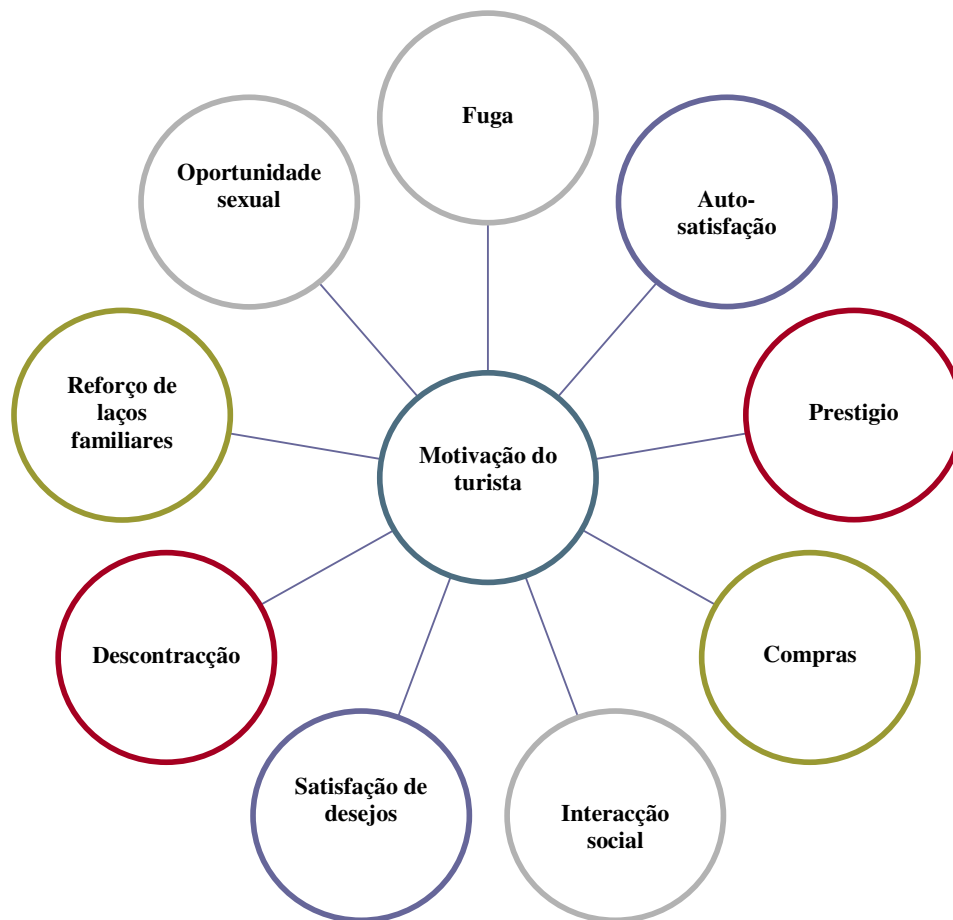 Fuga
Oportunidade
sexual
Auto-
satisfação
Reforço de
laços
familiares
Prestigio
Motivação do
turista
Descontracção
Compras
Satisfação de
desejos
Interacção
social